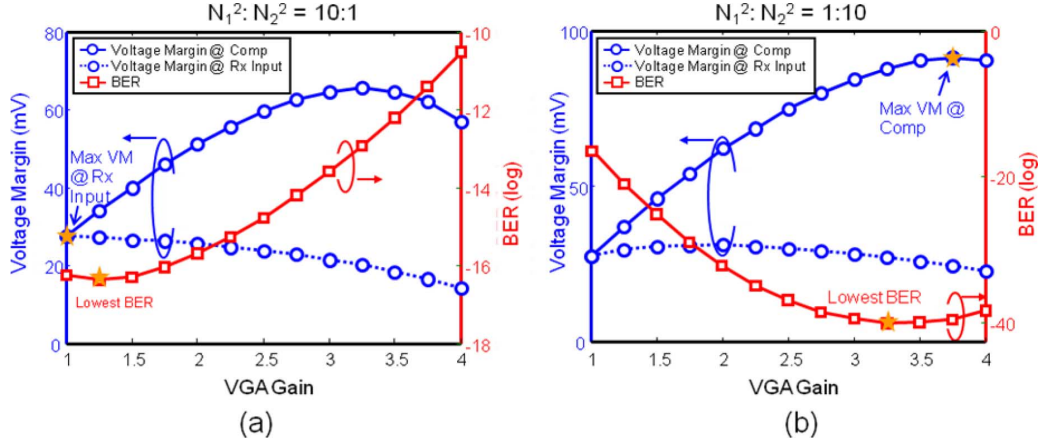 N₁²: N₂² = 10:1
80
60
40
20
0
Voltage Margin (mV)
Voltage Margin @ Comp
Voltage Margin @ Rx Input
BER
Max VM
@ Rx
Input
Lowest BER
-10
-12
-14
-16
-18
BER (log)
1 1.5 2 2.5 3 3.5 4
VGA Gain
(a)
N₁²: N₂² = 1:10
100
50
0
Voltage Margin (mV)
Voltage Margin @ Comp
Voltage Margin @ Rx Input
BER
Max VM @
Comp
Lowest BER
0
-20
-40
BER (log)
1 1.5 2 2.5 3 3.5 4
VGA Gain
(b)